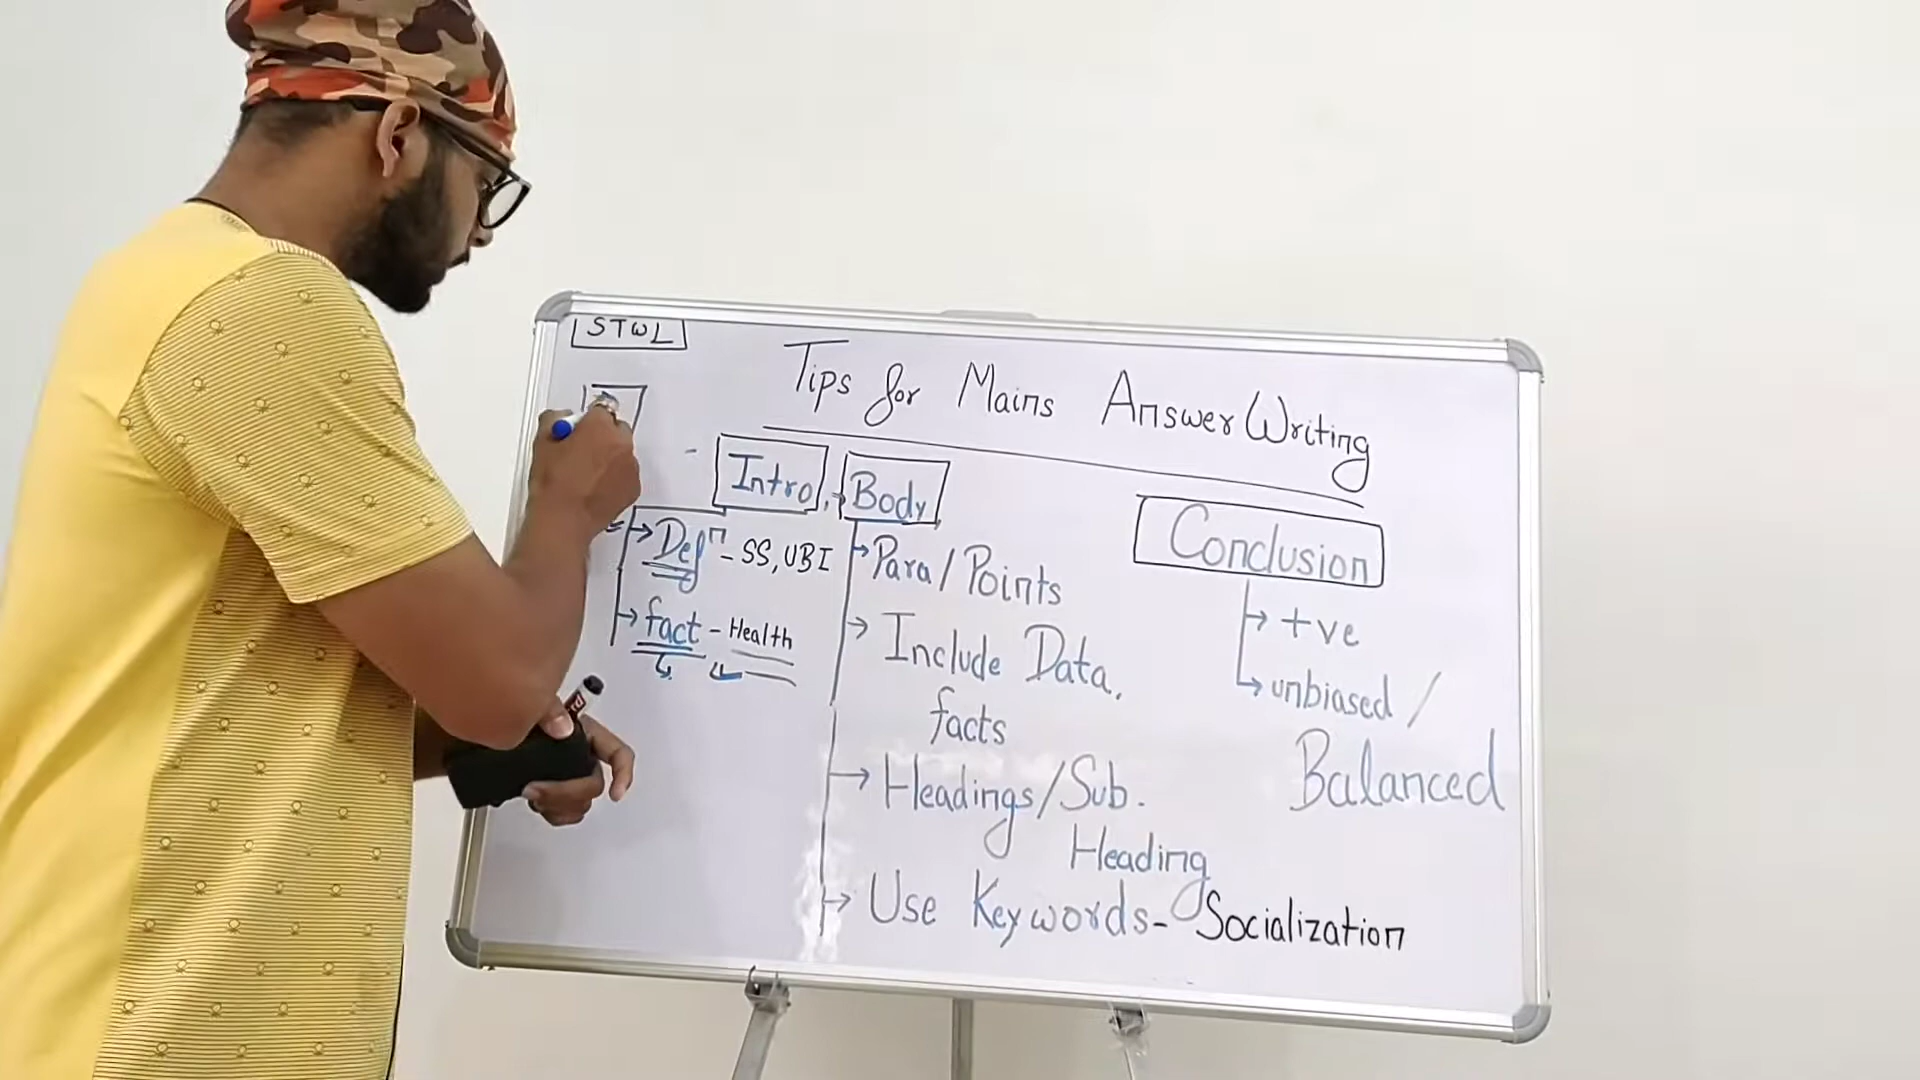 STWL
Tips for Mains Answer Writing
Intro, Body
Conclusion
Defn - SS, UBI
fact - Health
Para/Points
Include Data,
facts
Headings/Sub.
Heading
Use Keywords - Socialization
+ve
unbiased/
Balanced